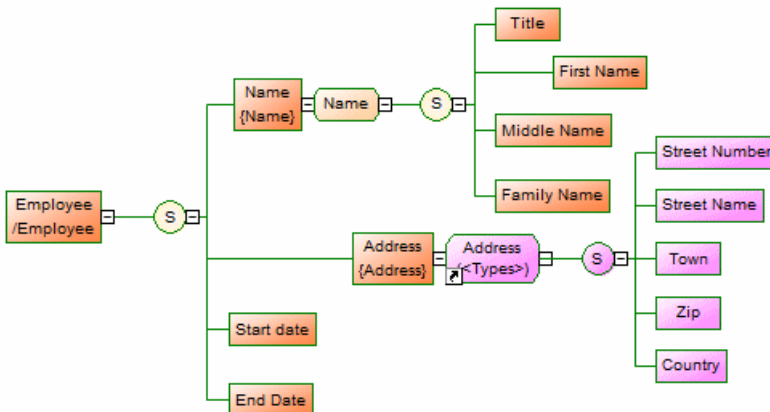 Title
First Name
Name
{Name}
Name
S
Middle Name
Family Name
Employee
/Employee
S
Address
{Address}
Address
(<Types>)
S
Street Number
Street Name
Town
Zip
Country
Start date
End Date